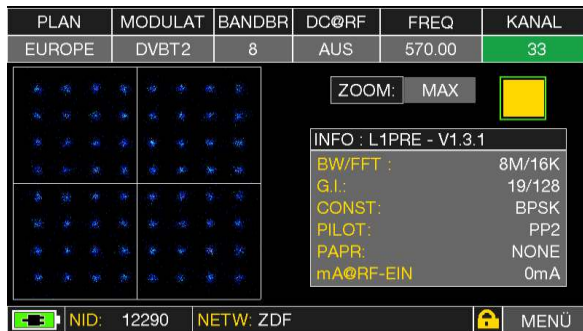 PLAN MODULAT BANDBR DC@RF FREQ KANAL
EUROPE DVBT2 8 AUS 570.00 33
ZOOM: MAX
INFO : L1PRE - V1.3.1
BW/FFT : 8M/16K
G.I.: 19/128
CONST: BPSK
PILOT: PP2
PAPR: NONE
mA@RF-EIN 0mA
NID: 12290 NETW: ZDF MENÜ